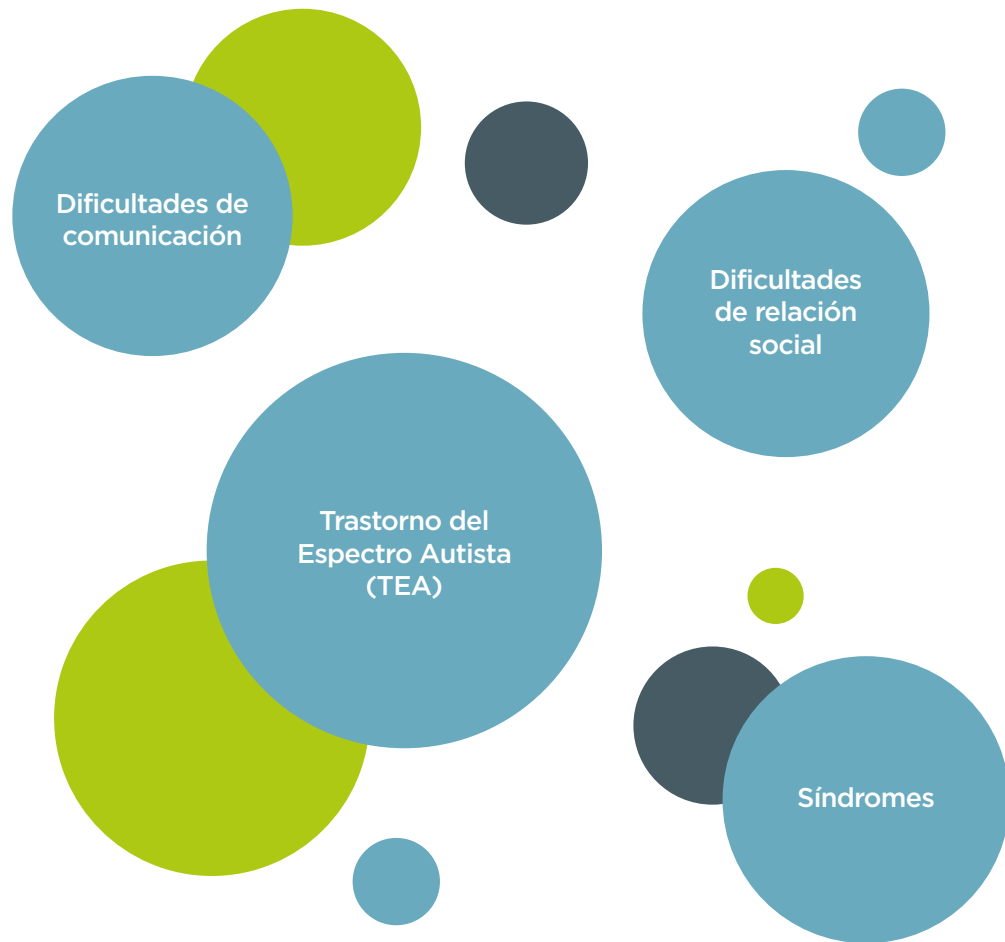 Dificultades de
comunicación
Dificultades
de relación
social
Trastorno del
Espectro Autista
(TEA)
Síndromes